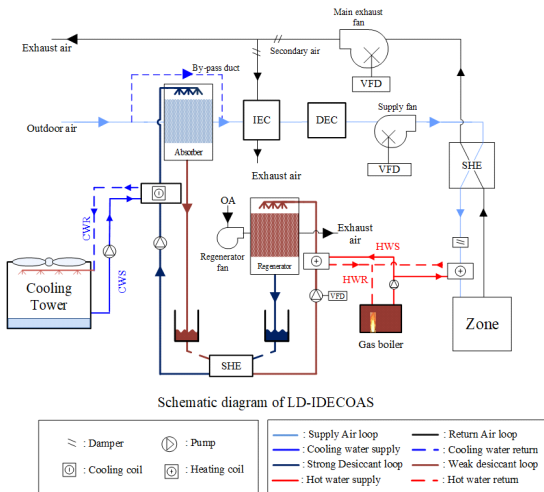 Main exhaust
fan
Exhaust air
Secondary air
VFD
By-pass duct
Supply fan
Outdoor air
IEC
DEC
Absorber
VFD
SHE
Exhaust air
OA
CWR
CWS
Regenerator
fan
Regenerator
Exhaust
air
HWS
HWR
VFD
Cooling
Tower
Gas boiler
Zone
SHE
Schematic diagram of LD-IDECOAS
: Damper
: Pump
: Cooling coil
: Heating coil
: Supply Air loop
: Return Air loop
: Cooling water supply
: Cooling water return
: Strong Desiccant loop
: Weak desiccant loop
: Hot water supply
: Hot water return